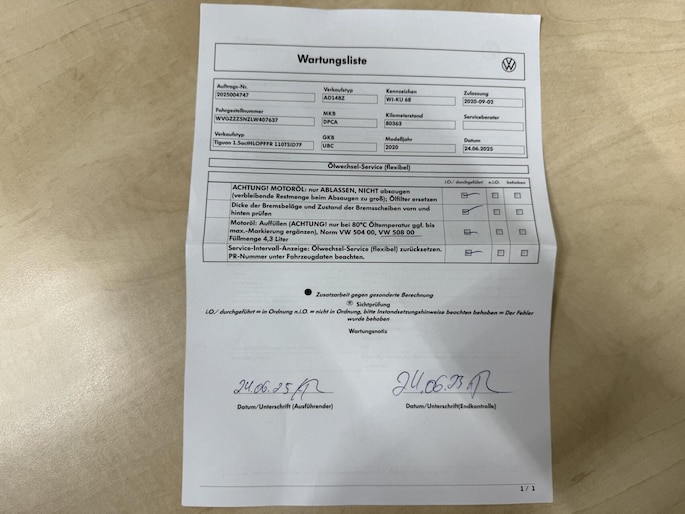 Wartungsliste
Auftrags-Nr. Verkaufstyp Kennzeichen Zulassung
2025004747 AD14BZ WI-KU 68 2020-09-02
Fahrgestellnummer MKB Kilometerstand Serviceberater
WVGZZZ5NZLW407637 DPCA 80363
Verkaufstyp GKB Modelljahr Datum
Tiguan 1.5 110TSID7F UBC 2020 24.06.2025
Ölwechsel-Service (flexibel)
i.O./ durchgeführt n.i.O. behoben
ACHTUNG! MOTORÖL: nur ABLASSEN, NICHT absaugen
(verbleibende Restmenge beim Absaugen zu groß); Ölfilter ersetzen
Dicke der Bremsbeläge und Zustand der Bremsscheiben vorn und
hinten prüfen
Motoröl: Auffüllen (ACHTUNG! nur bei 80°C Öltemperatur ggf. bis
max.-Markierung ergänzen), Norm VW 504 00, VW 508 00
Füllmenge 4,3 Liter
Service-Intervall-Anzeige: Ölwechsel-Service (flexibel) zurücksetzen.
PR-Nummer unter Fahrzeugdaten beachten.
Zusatzarbeit gegen gesonderte Berechnung
Sichtprüfung
i.O./ durchgeführt = in Ordnung n.i.O. = nicht in Ordnung, bitte Instandsetzungshinweise beachten behoben = Der Fehler
wurde behoben
Wartungsnotiz
24.06.25 24.06.25
Datum/Unterschrift (Ausführender) Datum/Unterschrift(Endkontrolle)
1 / 1